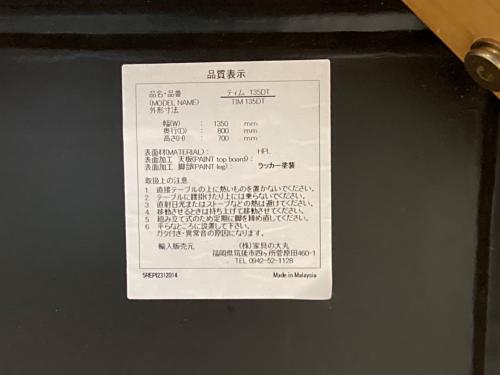 品質表示
品名・品番 : ティム 135DT
(MODEL NAME) TIM 135DT
外形寸法
幅(W) : 1350 mm
奥行(D) : 800 mm
高さ(H) : 700 mm
表面材(MATERIAL) : HPL
表面加工 天板(PAINT top board) :
表面加工 脚部(PAINT leg) : ラッカー塗装
取扱上の注意
1. 直接テーブルの上に熱いものを置かないでください。
2. テーブルに腰掛けたり上には乗らないでください。
3. 直射日光またはストーブなどの熱は避けてください。
4. 移動させるときは持ち上げて移動させてください。
5. 組み立て式のため定期に脚を締め直してください。
6. 平らなところに設置して下さい。
ガタ付き・異常音の原因になります。
輸入販売元 (株)家具の大丸
福岡県筑後市四ヶ所菅原田460-1
TEL 0942-52-1128
Made in Malaysia